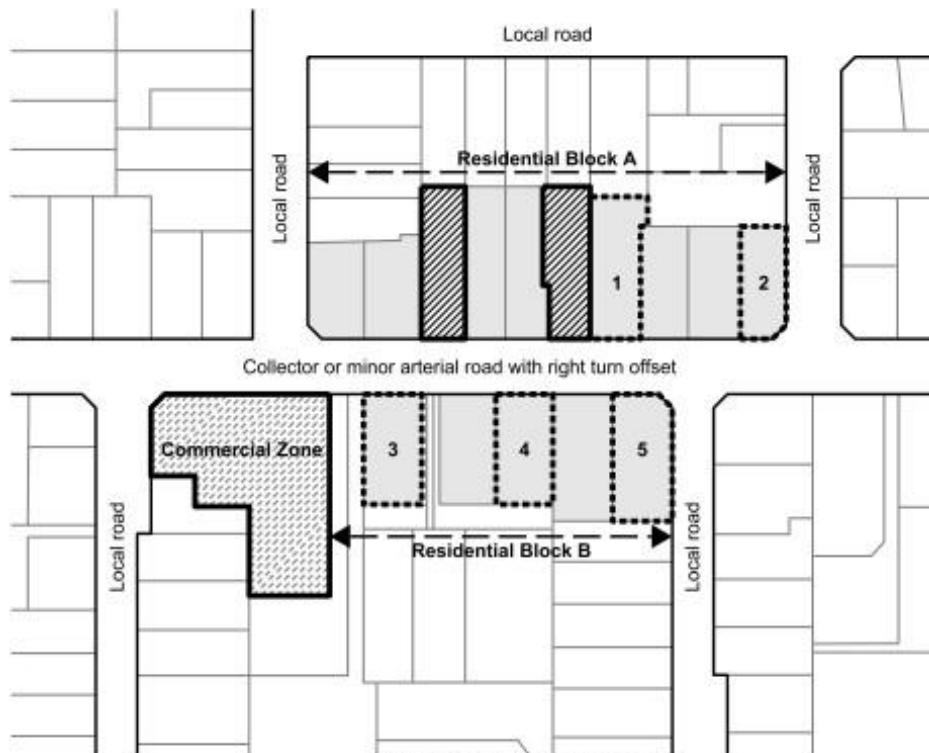 Local road
Residential Block A
Local road
Local road
1
2
Collector or minor arterial road with right turn offset
Commercial Zone
3
4
5
Local road
Residential Block B
Local road